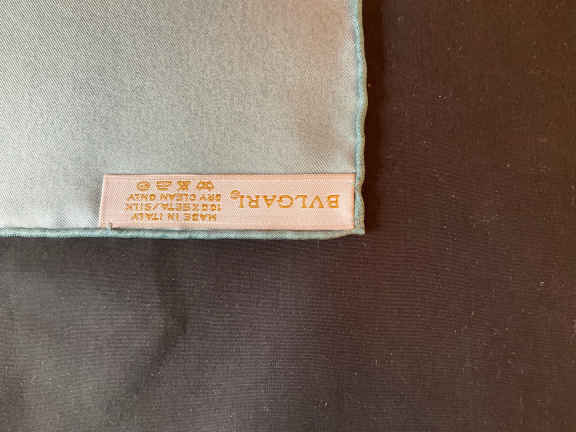 BVLGARI®
MADE IN ITALY
100%SETA/SILK
DRY CLEAN ONLY